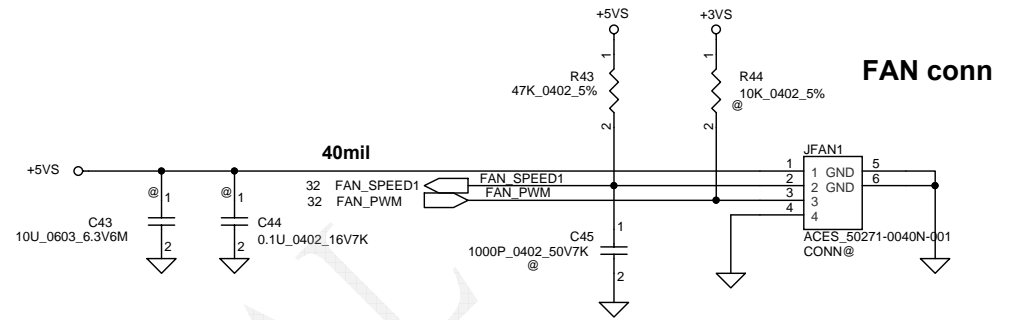 +5VS
+3VS
FAN conn
1
1
R43
47K_0402_5%
R44
10K_0402_5%
@
2
2
40mil
JFAN1
+5VS
1
1 GND
5
32 FAN_SPEED1
FAN_SPEED1
2
2 GND
6
32 FAN_PWM
FAN_PWM
3
3
4
4
@
1
@
1
C43
10U_0603_6.3V6M
2
C44
0.1U_0402_16V7K
2
C45
1000P_0402_50V7K
@
1
2
ACES_50271-0040N-001
CONN@